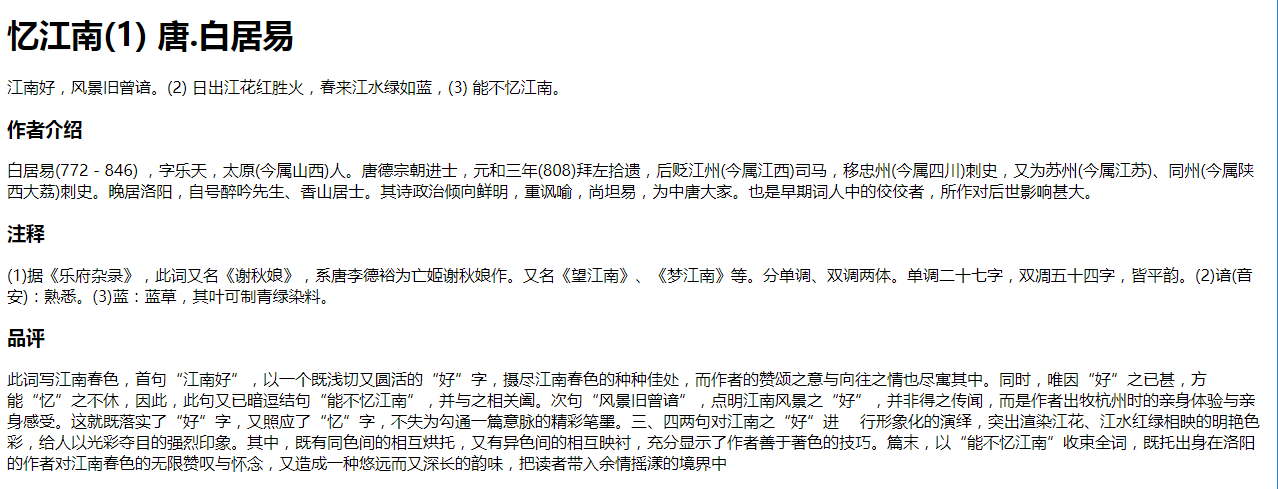 忆江南(1) 唐.白居易
江南好，风景旧曾谙。(2) 日出江花红胜火，春来江水绿如蓝，(3) 能不忆江南。
作者介绍
白居易(772－846) ，字乐天，太原(今属山西)人。唐德宗朝进士，元和三年(808)拜左拾遗，后贬江州(今属江西)司马，移忠州(今属四川)刺史，又为苏州(今属江苏)、同州(今属陕
西大荔)刺史。晚居洛阳，自号醉吟先生、香山居士。其诗政治倾向鲜明，重讽喻，尚坦易，为中唐大家。也是早期词人中的佼佼者，所作对后世影响甚大。
注释
(1)据《乐府杂录》，此词又名《谢秋娘》，系唐李德裕为亡姬谢秋娘作。又名《望江南》、《梦江南》等。分单调、双调两体。单调二十七字，双凋五十四字，皆平韵。(2)谙(音
安)：熟悉。(3)蓝：蓝草，其叶可制青绿染料。
品评
此词写江南春色，首句“江南好”，以一个既浅切又圆活的“好”字，摄尽江南春色的种种佳处，而作者的赞颂之意与向往之情也尽寓其中。同时，唯因“好”之已甚，方
能“忆”之不休，因此，此句又已暗逗结句“能不忆江南”，并与之相关阖。次句“风景旧曾谙”，点明江南风景之“好”，并非得之传闻，而是作者出牧杭州时的亲身体验与亲
身感受。这就既落实了“好”字，又照应了“忆”字，不失为勾通一篇意脉的精彩笔墨。三、四两句对江南之“好”进 行形象化的演绎，突出渲染江花、江水红绿相映的明艳色
彩，给人以光彩夺目的强烈印象。其中，既有同色间的相互烘托，又有异色间的相互映衬，充分显示了作者善于著色的技巧。篇末，以“能不忆江南”收束全词，既托出身在洛阳
的作者对江南春色的无限赞叹与怀念，又造成一种悠远而又深长的韵味，把读者带入余情摇漾的境界中